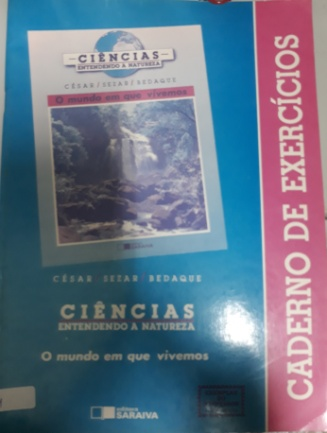 CIÊNCIAS
ENTENDENDO A NATUREZA
CÉSAR / SEZAR / BEDAQUE
O mundo em que vivemos
SARAIVA
CÉSAR SEZAR BEDAQUE
CIÊNCIAS
ENTENDENDO A NATUREZA
O mundo em que vivemos
editora
SARAIVA
CADERNO DE EXERCÍCIOS